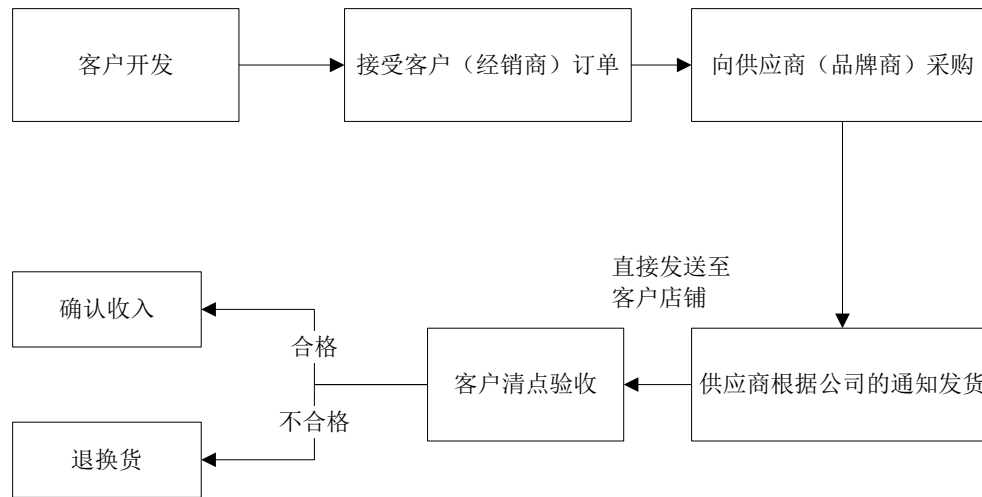 客户开发
接受客户（经销商）订单
向供应商（品牌商）采购
直接发送至
客户店铺
确认收入
合格
客户清点验收
供应商根据公司的通知发货
不合格
退换货